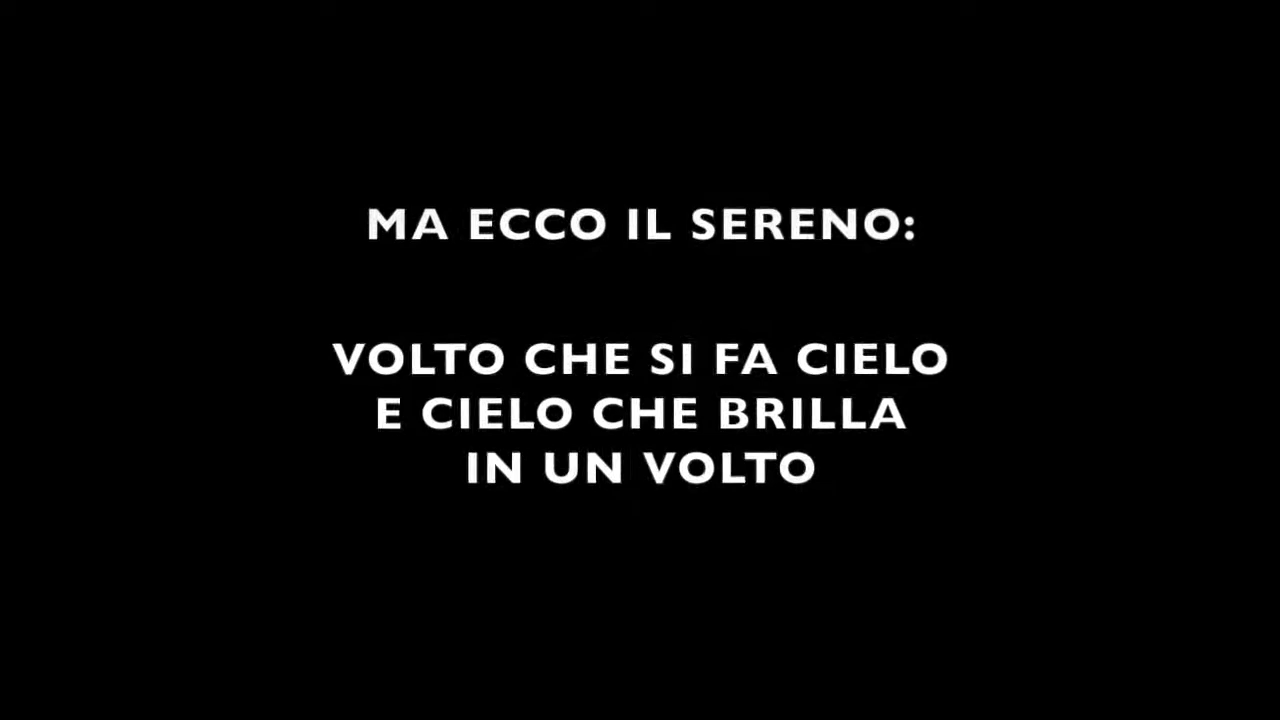 MA ECCO IL SERENO:
VOLTO CHE SI FA CIELO
E CIELO CHE BRILLA
IN UN VOLTO